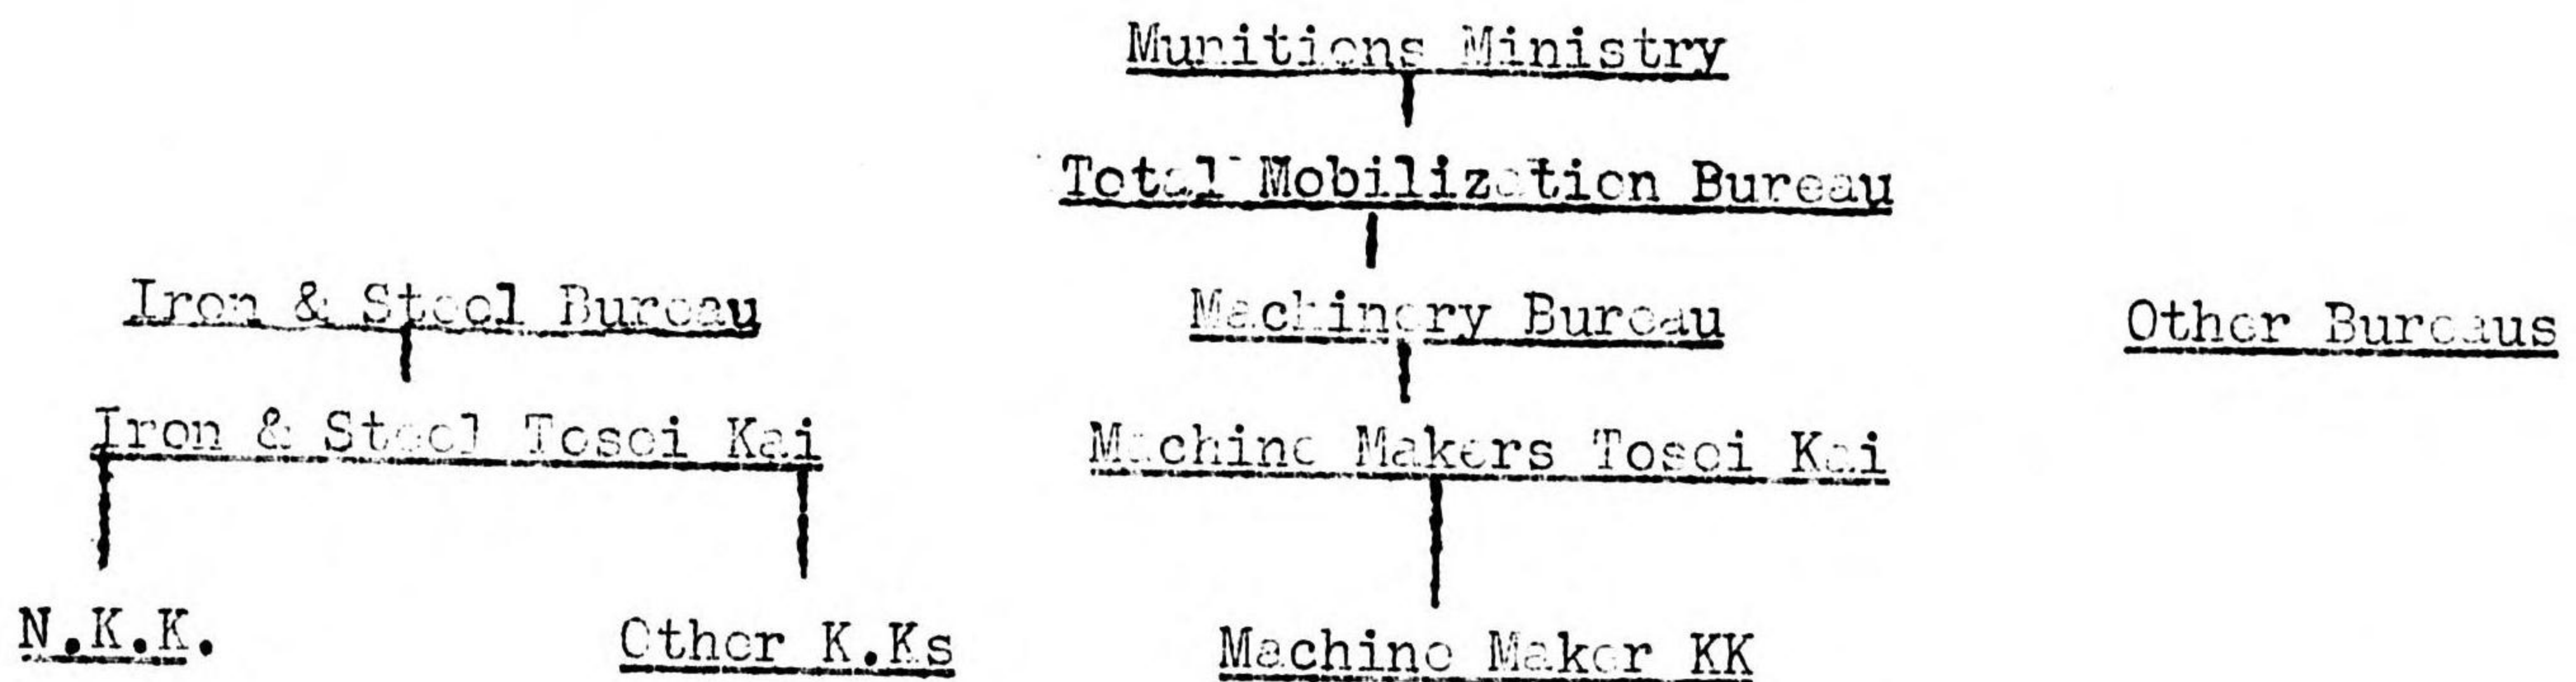 Munitions Ministry
Total Mobilization Bureau
Iron & Steel Bureau
Machinery Bureau
Other Bureaus
Iron & Steel Tosei Kai
Machine Makers Tosei Kai
N.K.K.
Other K.Ks
Machine Maker KK